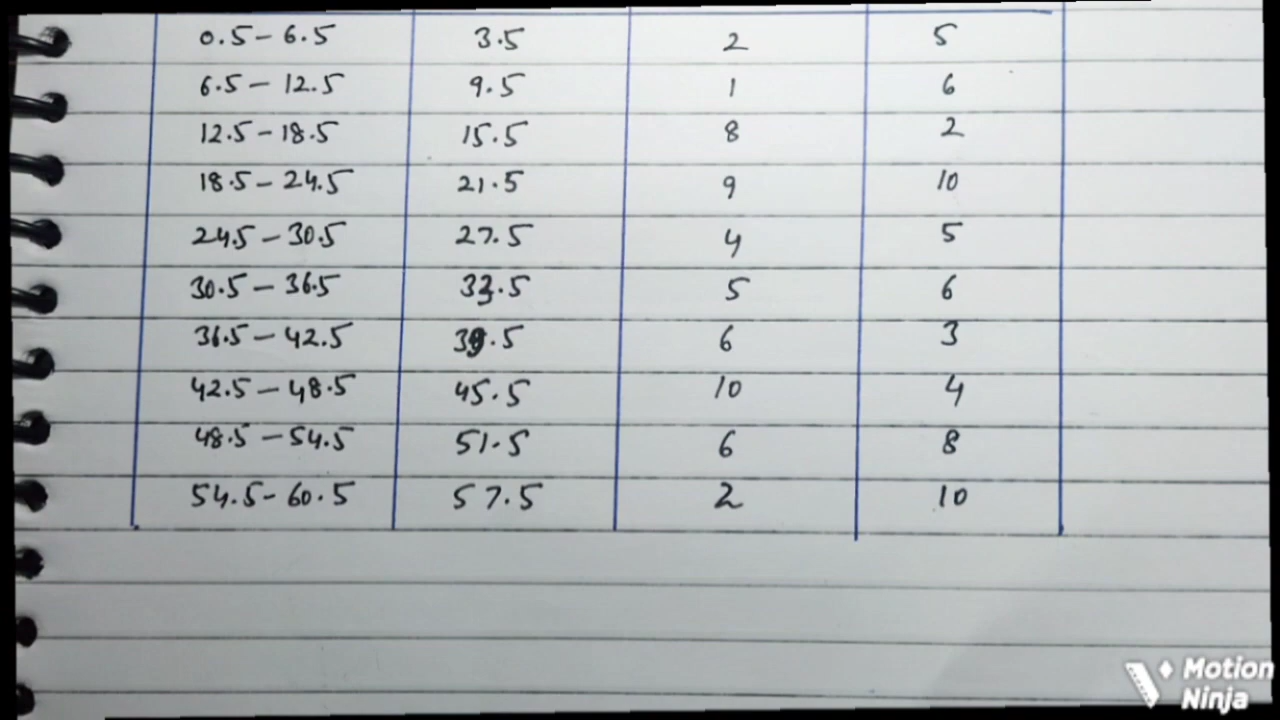 0.5 - 6.5 3.5 2 5
6.5 - 12.5 9.5 1 6
12.5 - 18.5 15.5 8 2
18.5 - 24.5 21.5 9 10
24.5 - 30.5 27.5 4 5
30.5 - 36.5 33.5 5 6
36.5 - 42.5 39.5 6 3
42.5 - 48.5 45.5 10 4
48.5 - 54.5 51.5 6 8
54.5 - 60.5 57.5 2 10
Motion
Ninja